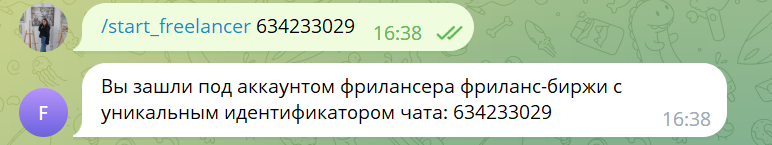 /start_freelancer 634233029 16:38
F
Вы зашли под аккаунтом фрилансера фриланс-биржи с
уникальным идентификатором чата: 634233029 16:38